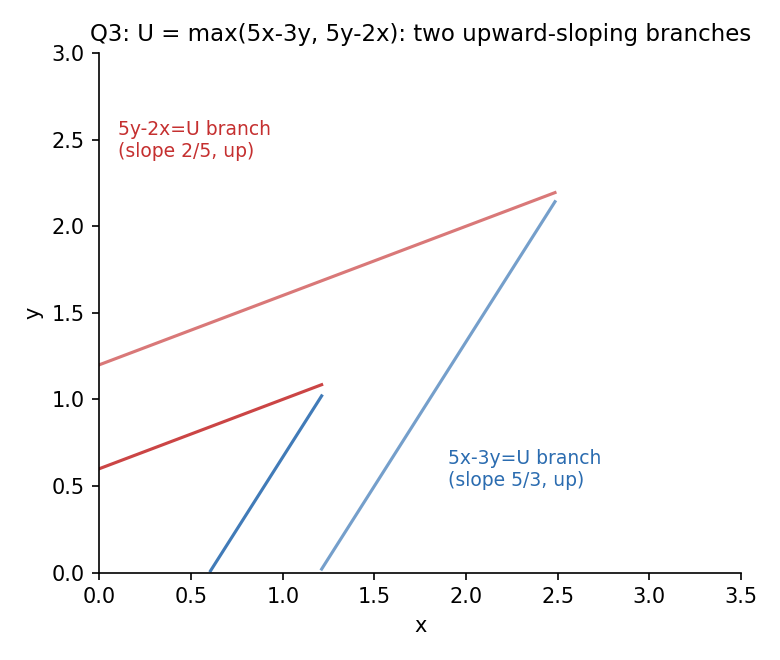 Q3: U = max(5x-3y, 5y-2x): two upward-sloping branches
3.0
2.5
2.0
1.5
1.0
0.5
0.0
y
5y-2x=U branch
(slope 2/5, up)
5x-3y=U branch
(slope 5/3, up)
0.0 0.5 1.0 1.5 2.0 2.5 3.0 3.5
x